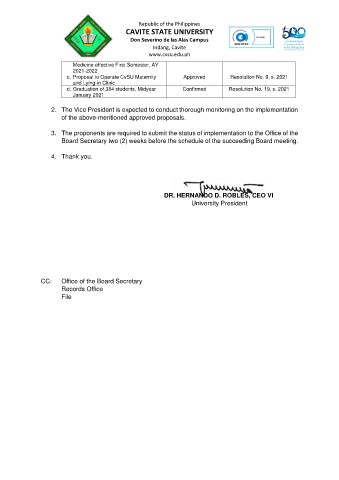 Republic of the Philippines
CAVITE STATE UNIVERSITY
Don Severino de las Alas Campus
Indang, Cavite
www.cvsu.edu.ph
Medicine effective First Semester, AY 2021-2022
c. Proposal to Operate CvSU Maternity and Lying-in Clinic
Approved
Resolution No. 9, s. 2021
d. Graduation of 384 students, Midyear January 2021
Confirmed
Resolution No. 19, s. 2021
2. The Vice President is expected to conduct thorough monitoring on the implementation
of the above-mentioned approved proposals.
3. The proponents are required to submit the status of implementation to the Office of the
Board Secretary two (2) weeks before the schedule of the succeeding Board meeting.
4. Thank you.
DR. HERNANDO D. ROBLES, CEO VI
University President
CC: Office of the Board Secretary
Records Office
File